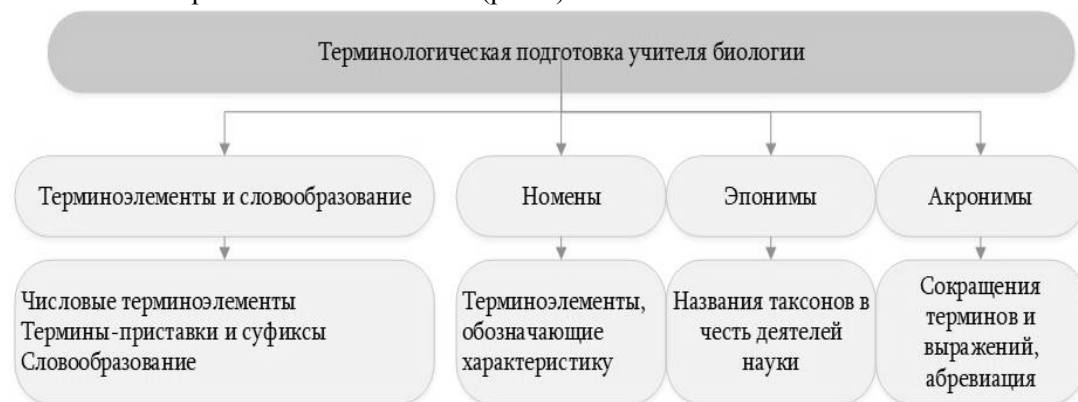 Терминологическая подготовка учителя биологии
Терминоэлементы и словообразование
Номены
Эпонимы
Акронимы
Числовые терминоэлементы
Термины-приставки и суфиксы
Словообразование
Терминоэлементы,
обозначающие
характеристику
Названия таксонов в
честь деятелей
науки
Сокращения
терминов и
выражений,
абревиация